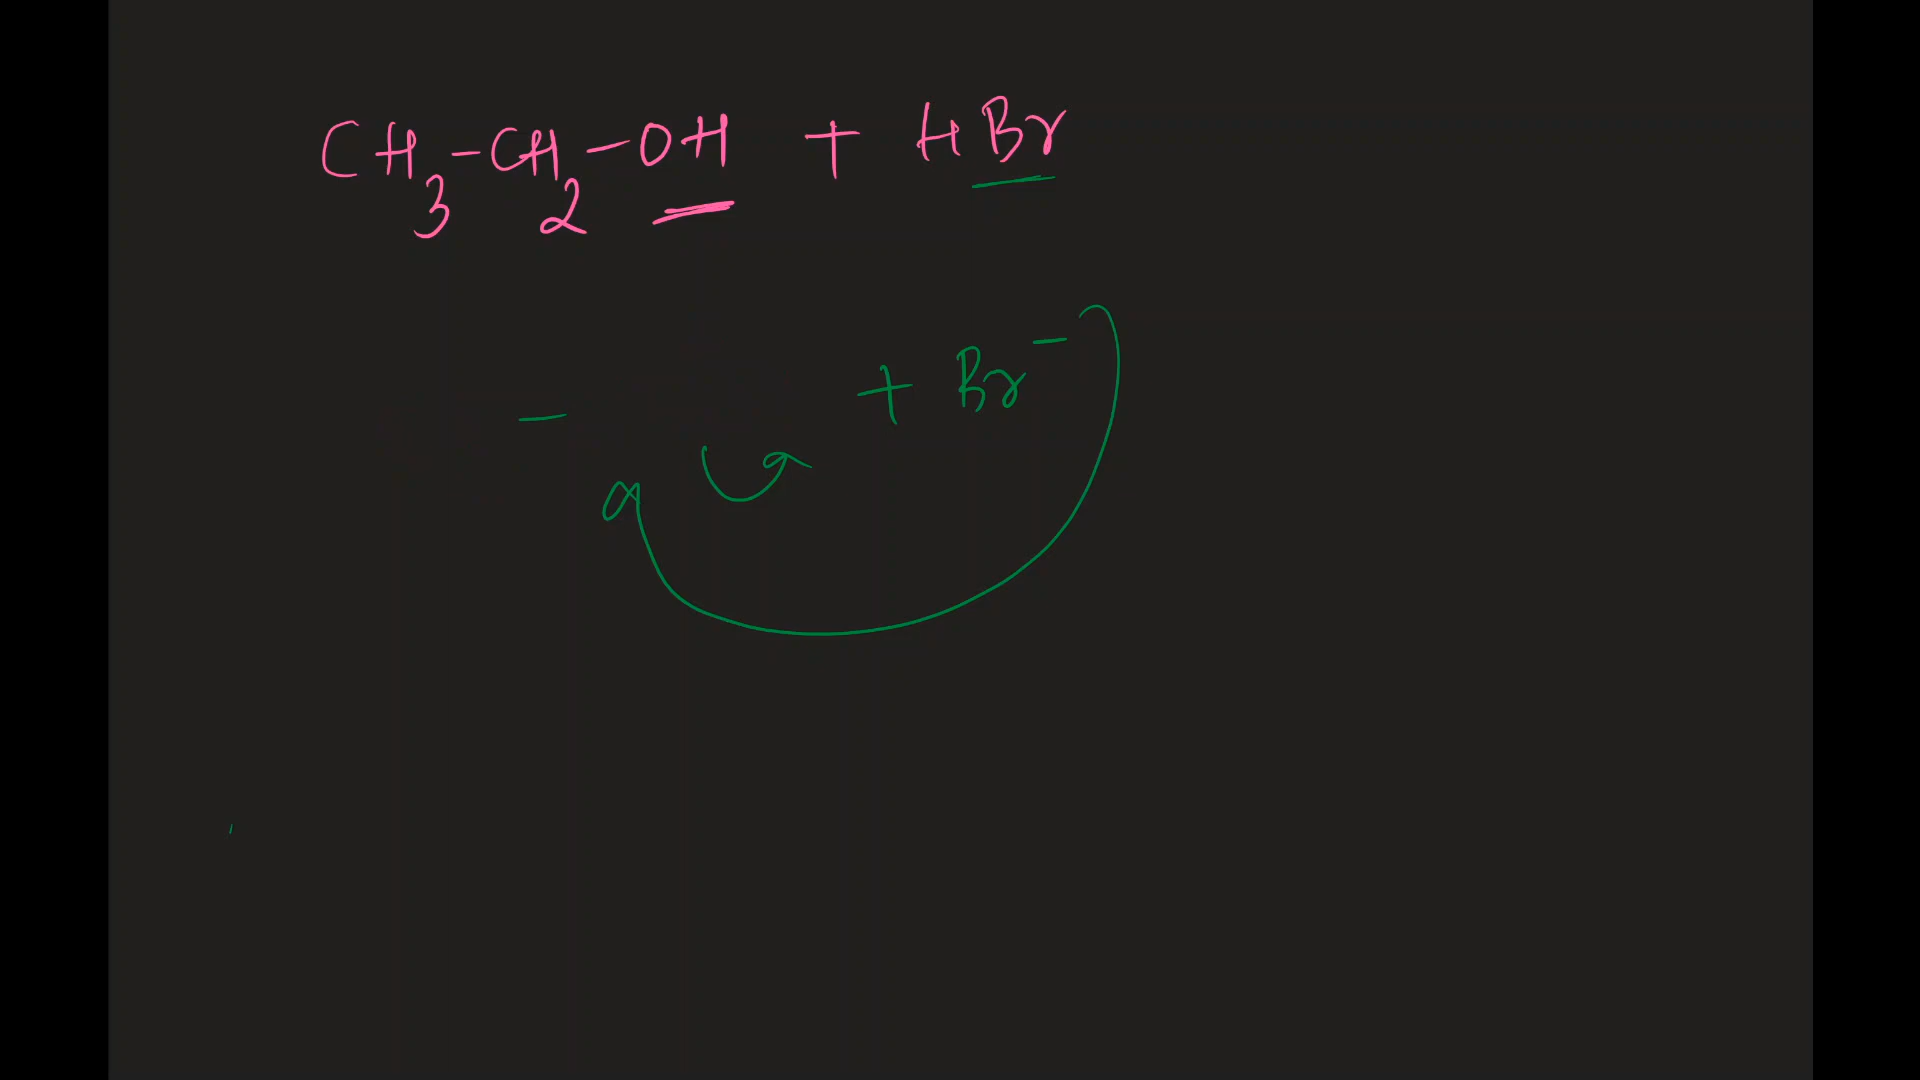 CH3-CH2-OH + HBr
- + Br-